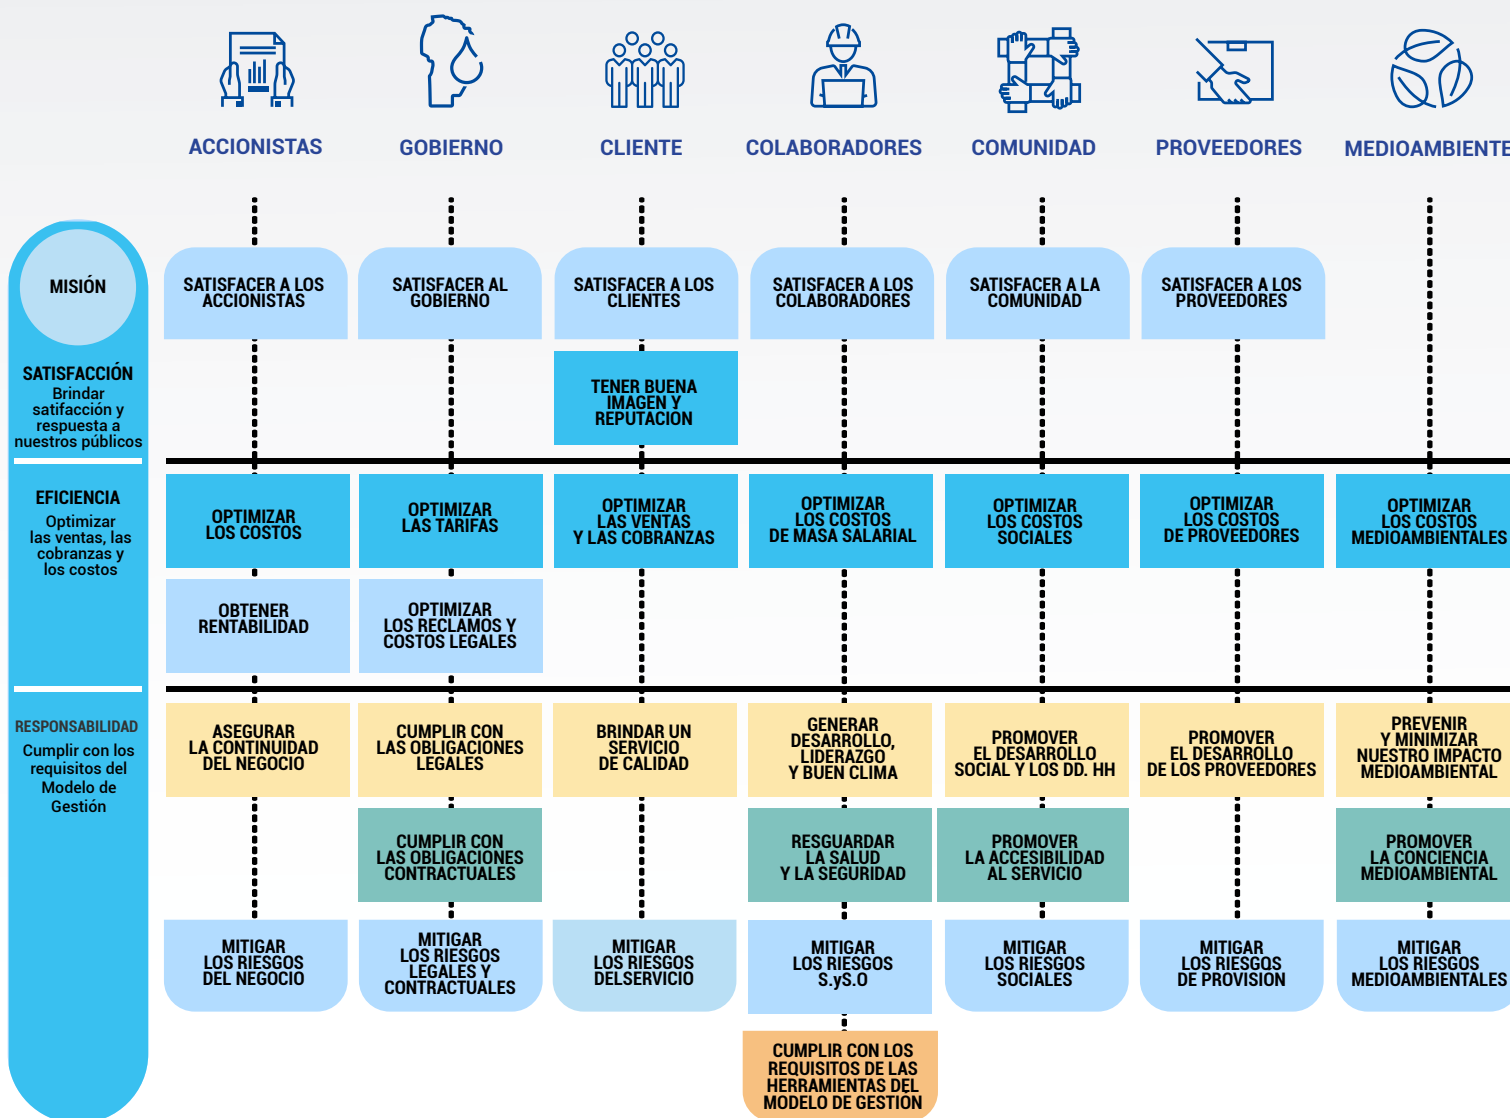 ACCIONISTAS
GOBIERNO
CLIENTE
COLABORADORES
COMUNIDAD
PROVEEDORES
MEDIOAMBIENTE
MISIÓN
SATISFACER A LOS
ACCIONISTAS
SATISFACER AL
GOBIERNO
SATISFACER A LOS
CLIENTES
SATISFACER A LOS
COLABORADORES
SATISFACER A LA
COMUNIDAD
SATISFACER A LOS
PROVEEDORES
SATISFACCIÓN
Brindar
satifacción y
respuesta a
nuestros públicos
TENER BUENA
IMAGEN Y
REPUTACIÓN
EFICIENCIA
Optimizar
las ventas, las
cobranzas y
los costos
OPTIMIZAR
LOS COSTOS
OPTIMIZAR
LAS TARIFAS
OPTIMIZAR
LAS VENTAS
Y LAS COBRANZAS
OPTIMIZAR
LOS COSTOS
DE MASA SALARIAL
OPTIMIZAR
LOS COSTOS
SOCIALES
OPTIMIZAR
LOS COSTOS
DE PROVEEDORES
OPTIMIZAR
LOS COSTOS
MEDIOAMBIENTALES
OBTENER
RENTABILIDAD
OPTIMIZAR
LOS RECLAMOS Y
COSTOS LEGALES
RESPONSABILIDAD
Cumplir con los
requisitos del
Modelo de
Gestión
ASEGURAR
LA CONTINUIDAD
DEL NEGOCIO
CUMPLIR CON
LAS OBLIGACIONES
LEGALES
BRINDAR UN
SERVICIO
DE CALIDAD
GENERAR
DESARROLLO,
LIDERAZGO
Y BUEN CLIMA
PROMOVER
EL DESARROLLO
SOCIAL Y LOS DD. HH
PROMOVER
EL DESARROLLO
DE LOS PROVEEDORES
PREVENIR
Y MINIMIZAR
NUESTRO IMPACTO
MEDIOAMBIENTAL
CUMPLIR CON
LAS OBLIGACIONES
CONTRACTUALES
RESGUARDAR
LA SALUD
Y LA SEGURIDAD
PROMOVER
LA ACCESIBILIDAD
AL SERVICIO
PROMOVER
LA CONCIENCIA
MEDIOAMBIENTAL
MITIGAR
LOS RIESGOS
DEL NEGOCIO
MITIGAR
LOS RIESGOS
LEGALES Y
CONTRACTUALES
MITIGAR
LOS RIESGOS
DELSERVICIO
MITIGAR
LOS RIESGOS
S.yS.O
MITIGAR
LOS RIESGOS
SOCIALES
MITIGAR
LOS RIESGOS
DE PROVISIÓN
MITIGAR
LOS RIESGOS
MEDIOAMBIENTALES
CUMPLIR CON LOS
REQUISITOS DE LAS
HERRAMIENTAS DEL
MODELO DE GESTIÓN